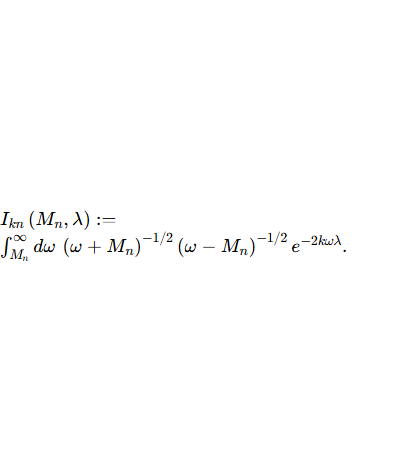 I_{kn} (M_n, λ) :=
∫_{M_n}^{∞} dω (ω + M_n)^{−1/2} (ω − M_n)^{−1/2} e^{−2kωλ}.